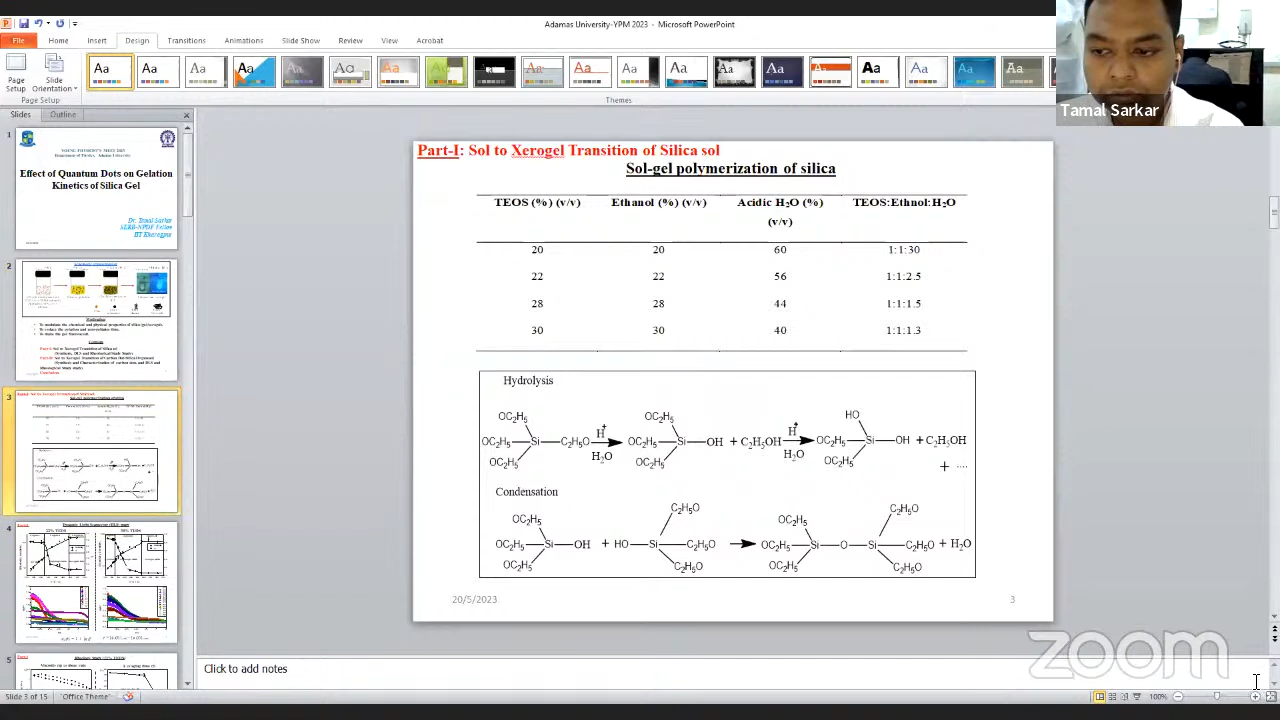 Adamas University-YPM 2023 - Microsoft PowerPoint
File Home Insert Design Transitions Animations Slide Show Review View Acrobat
Page Setup
Slide Orientation
Page Setup
Themes
Tamal Sarkar
Slides Outline
1
Effect of Quantum Dots on Gelation
Kinetics of Silica Gel
Dr. Tamal Sarkar
IIT Kharagpur
2
3
4
5
Part-I: Sol to Xerogel Transition of Silica sol
Sol-gel polymerization of silica
TEOS (%) (v/v) Ethanol (%) (v/v) Acidic H2O (%) (v/v) TEOS:Ethnol:H2O
20 20 60 1:1:30
22 22 56 1:1:2.5
28 28 44 1:1:1.5
30 30 40 1:1:1.3
Hydrolysis
OC2H5 OC2H5 HO
OC2H5 Si C2H5O H+ H2O OC2H5 Si OH + C2H5OH H+ H2O OC2H5 Si OH + C2H5OH
OC2H5 OC2H5 OC2H5 + ....
Condensation
C2H5O C2H5O
OC2H5 OC2H5
OC2H5 Si OH + HO Si C2H5O OC2H5 Si O Si C2H5O + H2O
OC2H5 C2H5O OC2H5 C2H5O
20/5/2023 3
zoom
Click to add notes
Slide 3 of 15 "Office Theme" 100%